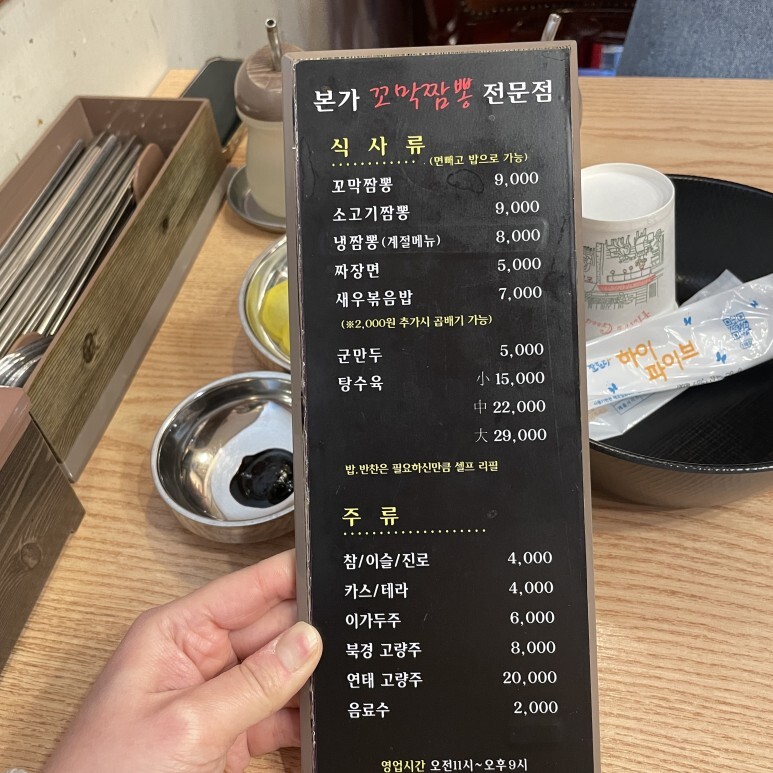 본가 꼬막짬뽕 전문점
식 사 류 (면빼고 밥으로 가능)
꼬막짬뽕 9,000
소고기짬뽕 9,000
냉짬뽕(계절메뉴) 8,000
짜장면 5,000
새우볶음밥 7,000
(※2,000원 추가시 곱배기 가능)
군만두 5,000
탕수육 小 15,000
中 22,000
大 29,000
밥.반찬은 필요하신만큼 셀프 리필
주 류
참/이슬/진로 4,000
카스/테라 4,000
이가두주 6,000
북경 고량주 8,000
연태 고량주 20,000
음료수 2,000
영업시간 오전11시~오후9시
하이파이브